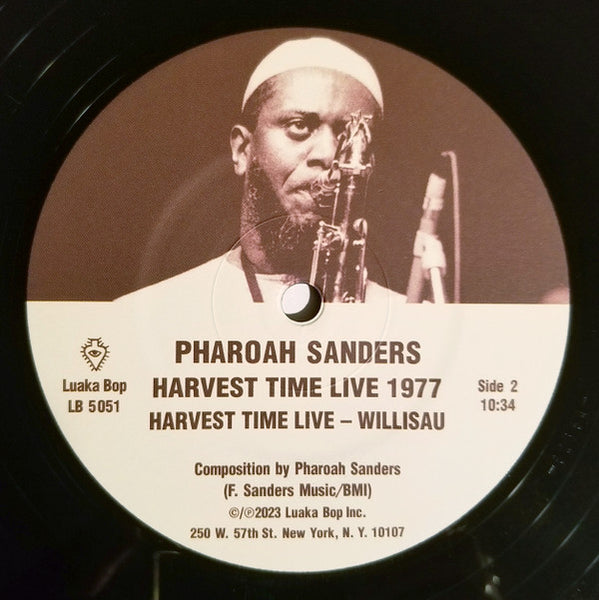 PHAROAH SANDERS
HARVEST TIME LIVE 1977
HARVEST TIME LIVE – WILLISAU
Luaka Bop
LB 5051
Side 2
10:34
Composition by Pharoah Sanders
(F. Sanders Music/BMI)
©/℗2023 Luaka Bop Inc.
250 W. 57th St. New York, N. Y. 10107